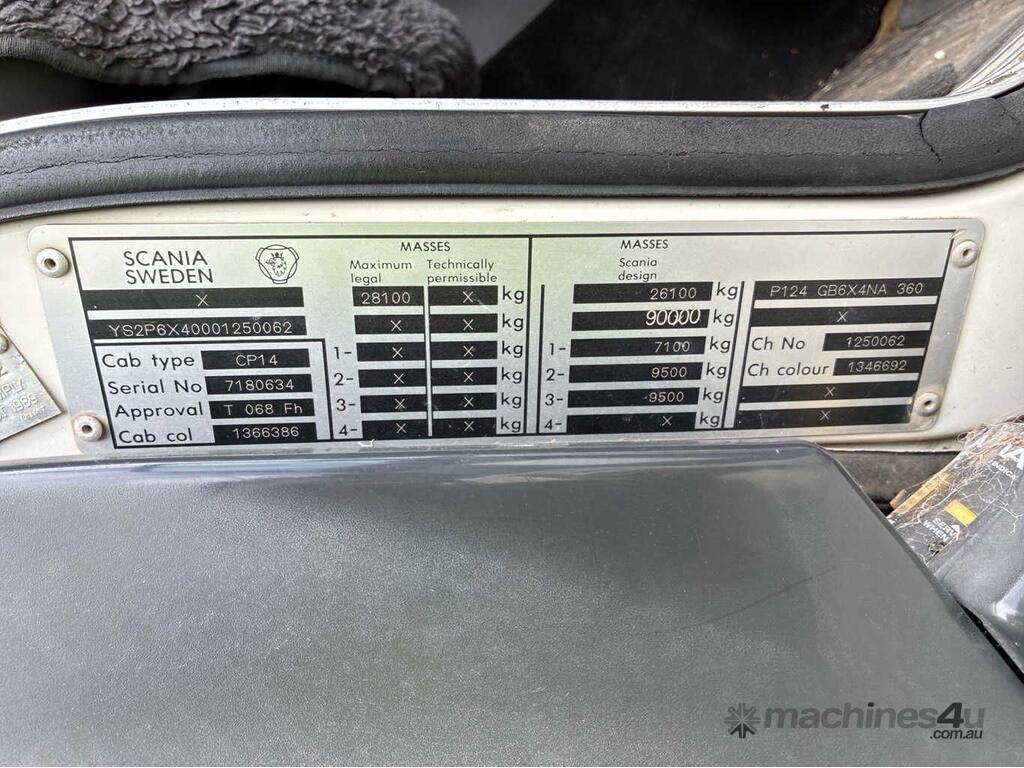 SCANIA
SWEDEN
X
YS2P6X40001250062
Cab type CP14
Serial No 7180634
Approval T 068 Fh
Cab col 1366386
MASSES
Maximum legal Technically permissible
28100 X kg
X X kg
1- X X kg
2- X X kg
3- X X kg
4- X X kg
MASSES
Scania design
26100 kg
90000 kg
1- 7100 kg
2- 9500 kg
3- 9500 kg
4- X kg
P124 GB6X4NA 360
X
Ch No 1250062
Ch colour 1346692
X
X
1989
SERV
WHEN
machines4u
.com.au